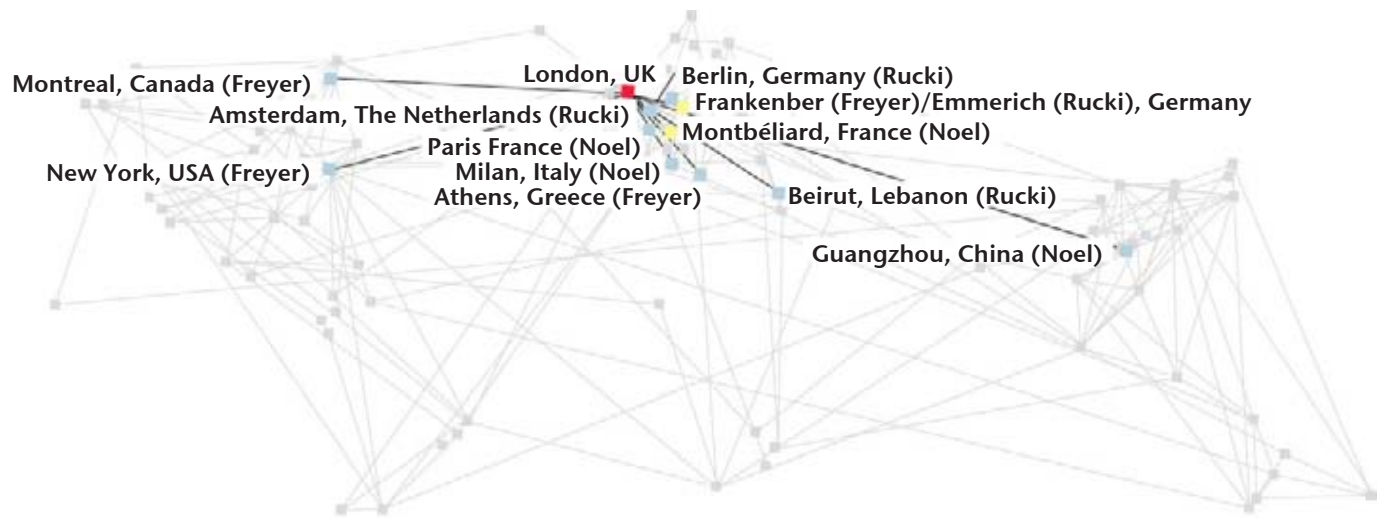 London, UK
Berlin, Germany (Rucki)
Montreal, Canada (Freyer)
Frankenber (Freyer)/Emmerich (Rucki), Germany
Amsterdam, The Netherlands (Rucki)
Montbéliard, France (Noel)
Paris France (Noel)
New York, USA (Freyer)
Milan, Italy (Noel)
Athens, Greece (Freyer)
Beirut, Lebanon (Rucki)
Guangzhou, China (Noel)